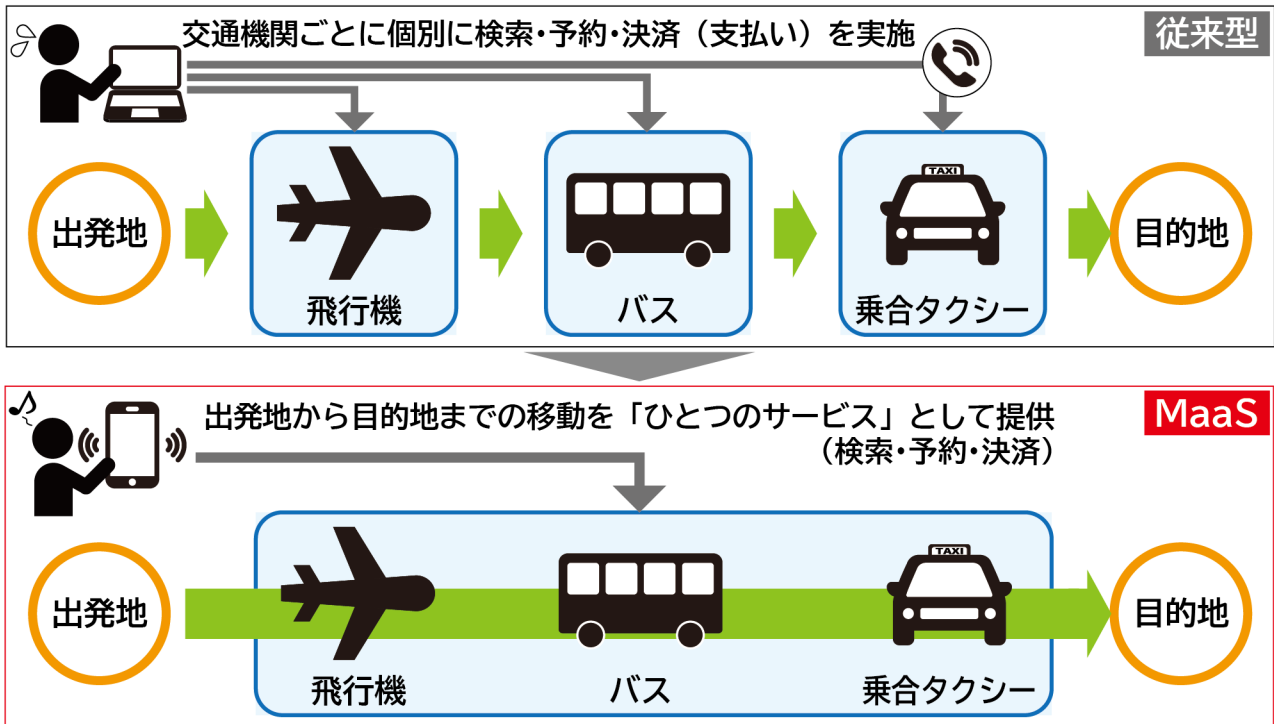 交通機関ごとに個別に検索・予約・決済（支払い）を実施
従来型
出発地
飛行機
バス
TAXI
乗合タクシー
目的地
出発地から目的地までの移動を「ひとつのサービス」として提供
（検索・予約・決済）
MaaS
出発地
飛行機
バス
TAXI
乗合タクシー
目的地